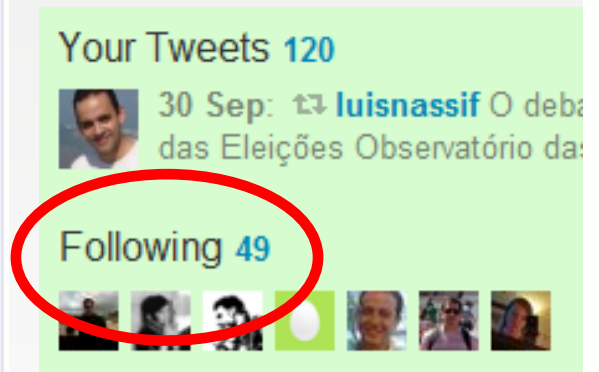 Your Tweets 120
30 Sep: luisnassif O deba
das Eleições Observatório das
Following 49